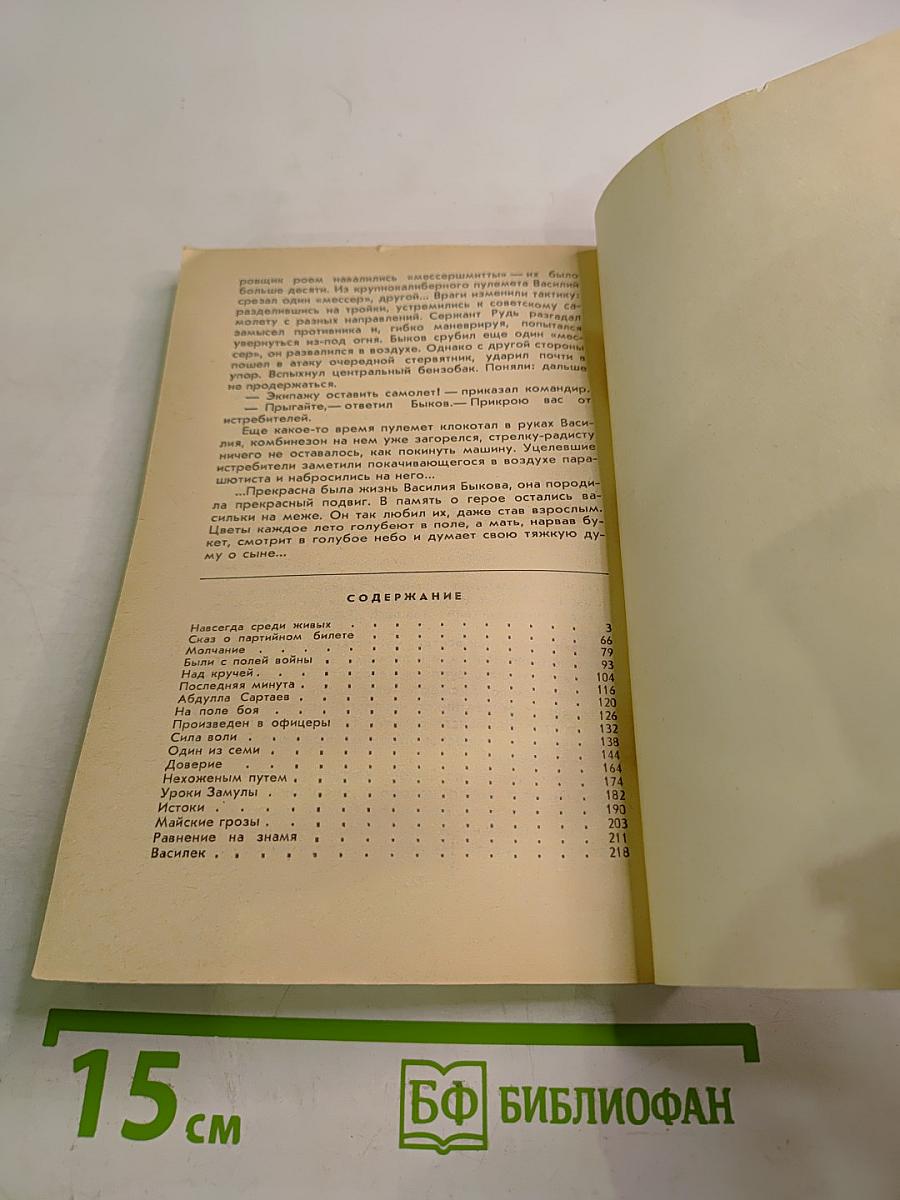 ровщик роем навалились «мессершмитты» — их было
больше десяти. Из крупнокалиберного пулемета Василий
срезал один «мессер», другой... Враги изменили тактику:
разделившись на тройки, устремились к советскому са-
молету с разных направлений. Сержант Рудь разгадал
замысел противника и, гибко маневрируя, попытался
увернуться из-под огня. Быков срубил еще один «мес-
сер», он развалился в воздухе. Однако с другой стороны
пошел в атаку очередной стервятник, ударил почти в
упор. Вспыхнул центральный бензобак. Поняли: дальше
не продержаться.
— Экипажу оставить самолет! — приказал командир.
— Прыгайте,— ответил Быков.— Прикрою вас от
истребителей.
Еще какое-то время пулемет клокотал в руках Васи-
лия, комбинезон на нем уже загорелся, стрелку-радисту
ничего не оставалось, как покинуть машину. Уцелевшие
истребители заметили покачивающегося в воздухе пара-
шютиста и набросились на него...
...Прекрасна была жизнь Василия Быкова, она породи-
ла прекрасный подвиг. В память о герое остались ва-
сильки на меже. Он так любил их, даже став взрослым.
Цветы каждое лето голубеют в поле, а мать, нарвав бу-
кет, смотрит в голубое небо и думает свою тяжкую ду-
му о сыне...
СОДЕРЖАНИЕ
Навсегда среди живых . . . . . . . . . . . 3
Сказ о партийном билете . . . . . . . . . . 66
Молчание . . . . . . . . . . . . . 79
Были с полей войны . . . . . . . . . . . 93
Над кручей . . . . . . . . . . . . . 104
Последняя минута . . . . . . . . . . . . 116
Абдулла Сартаев . . . . . . . . . . . . 120
На поле боя . . . . . . . . . . . . . 126
Произведен в офицеры . . . . . . . . . . 132
Сила воли . . . . . . . . . . . . . . 138
Один из семи . . . . . . . . . . . . . 144
Доверие . . . . . . . . . . . . . . 164
Нехоженым путем . . . . . . . . . . . . 174
Уроки Замулы . . . . . . . . . . . . . 182
Истоки . . . . . . . . . . . . . . . 190
Майские грозы . . . . . . . . . . . . . 203
Равнение на знамя . . . . . . . . . . . 211
Василек . . . . . . . . . . . . . . . 218
15 см
БФ БИБЛИОФАН